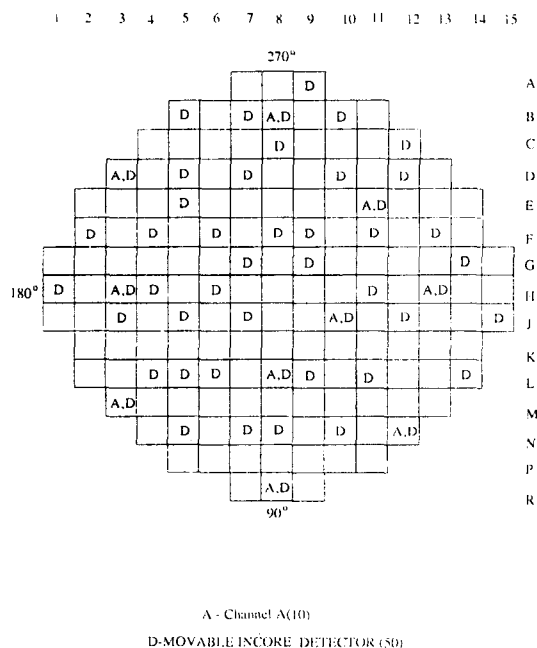 1 2 3 4 5 6 7 8 9 10 11 12 13 14 15
270°
D A
D D A,D D B
D D C
A,D D D D D D
D A,D E
D D D D D D D F
D D D G
180° D A,D D D D A,D H
D D D A,D D D J
K
D D D A,D D D D L
A,D M
D D D D A,D N
P
A,D R
90°
A - Channel A(10)
D-MOVABLE INCORE DETECTOR (50)